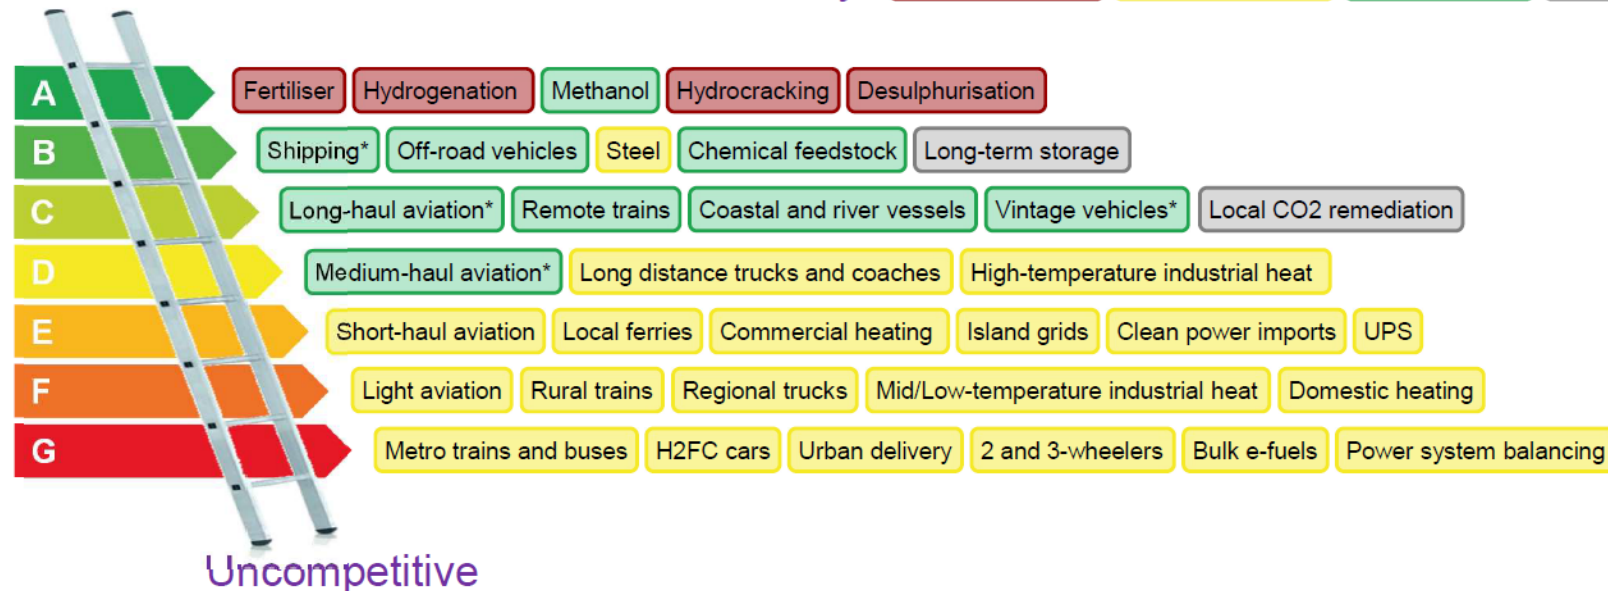 A Fertiliser Hydrogenation Methanol Hydrocracking Desulphurisation
B Shipping* Off-road vehicles Steel Chemical feedstock Long-term storage
C Long-haul aviation* Remote trains Coastal and river vessels Vintage vehicles* Local CO2 remediation
D Medium-haul aviation* Long distance trucks and coaches High-temperature industrial heat
E Short-haul aviation Local ferries Commercial heating Island grids Clean power imports UPS
F Light aviation Rural trains Regional trucks Mid/Low-temperature industrial heat Domestic heating
G Metro trains and buses H2FC cars Urban delivery 2 and 3-wheelers Bulk e-fuels Power system balancing
Uncompetitive